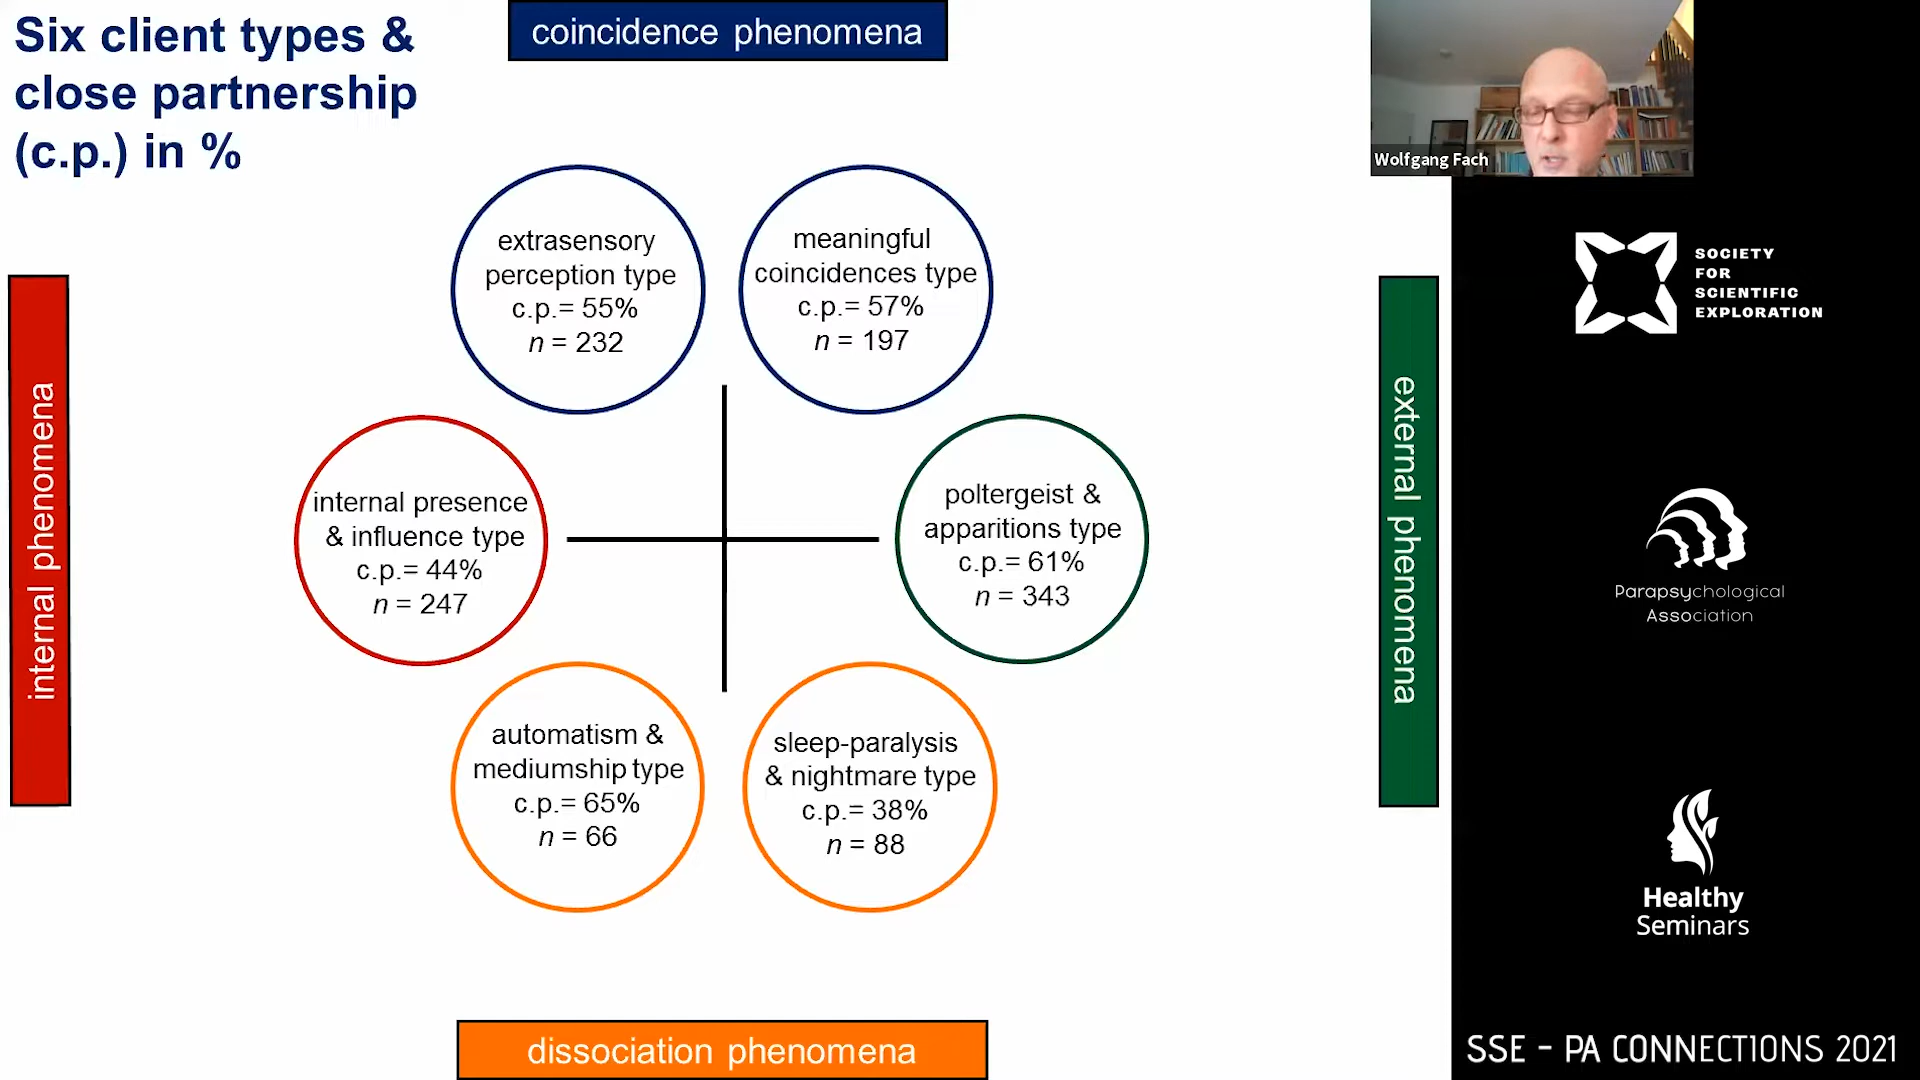 Six client types &
close partnership
(c.p.) in %
coincidence phenomena
extrasensory
perception type
c.p.= 55%
n = 232
meaningful
coincidences type
c.p.= 57%
n = 197
internal phenomena
internal presence
& influence type
c.p.= 44%
n = 247
poltergeist &
apparitions type
c.p.= 61%
n = 343
external phenomena
automatism &
mediumship type
c.p.= 65%
n = 66
sleep-paralysis
& nightmare type
c.p.= 38%
n = 88
dissociation phenomena
Wolfgang Fach
SOCIETY
FOR
SCIENTIFIC
EXPLORATION
Parapsychological
Association
Healthy
Seminars
SSE - PA CONNECTIONS 2021